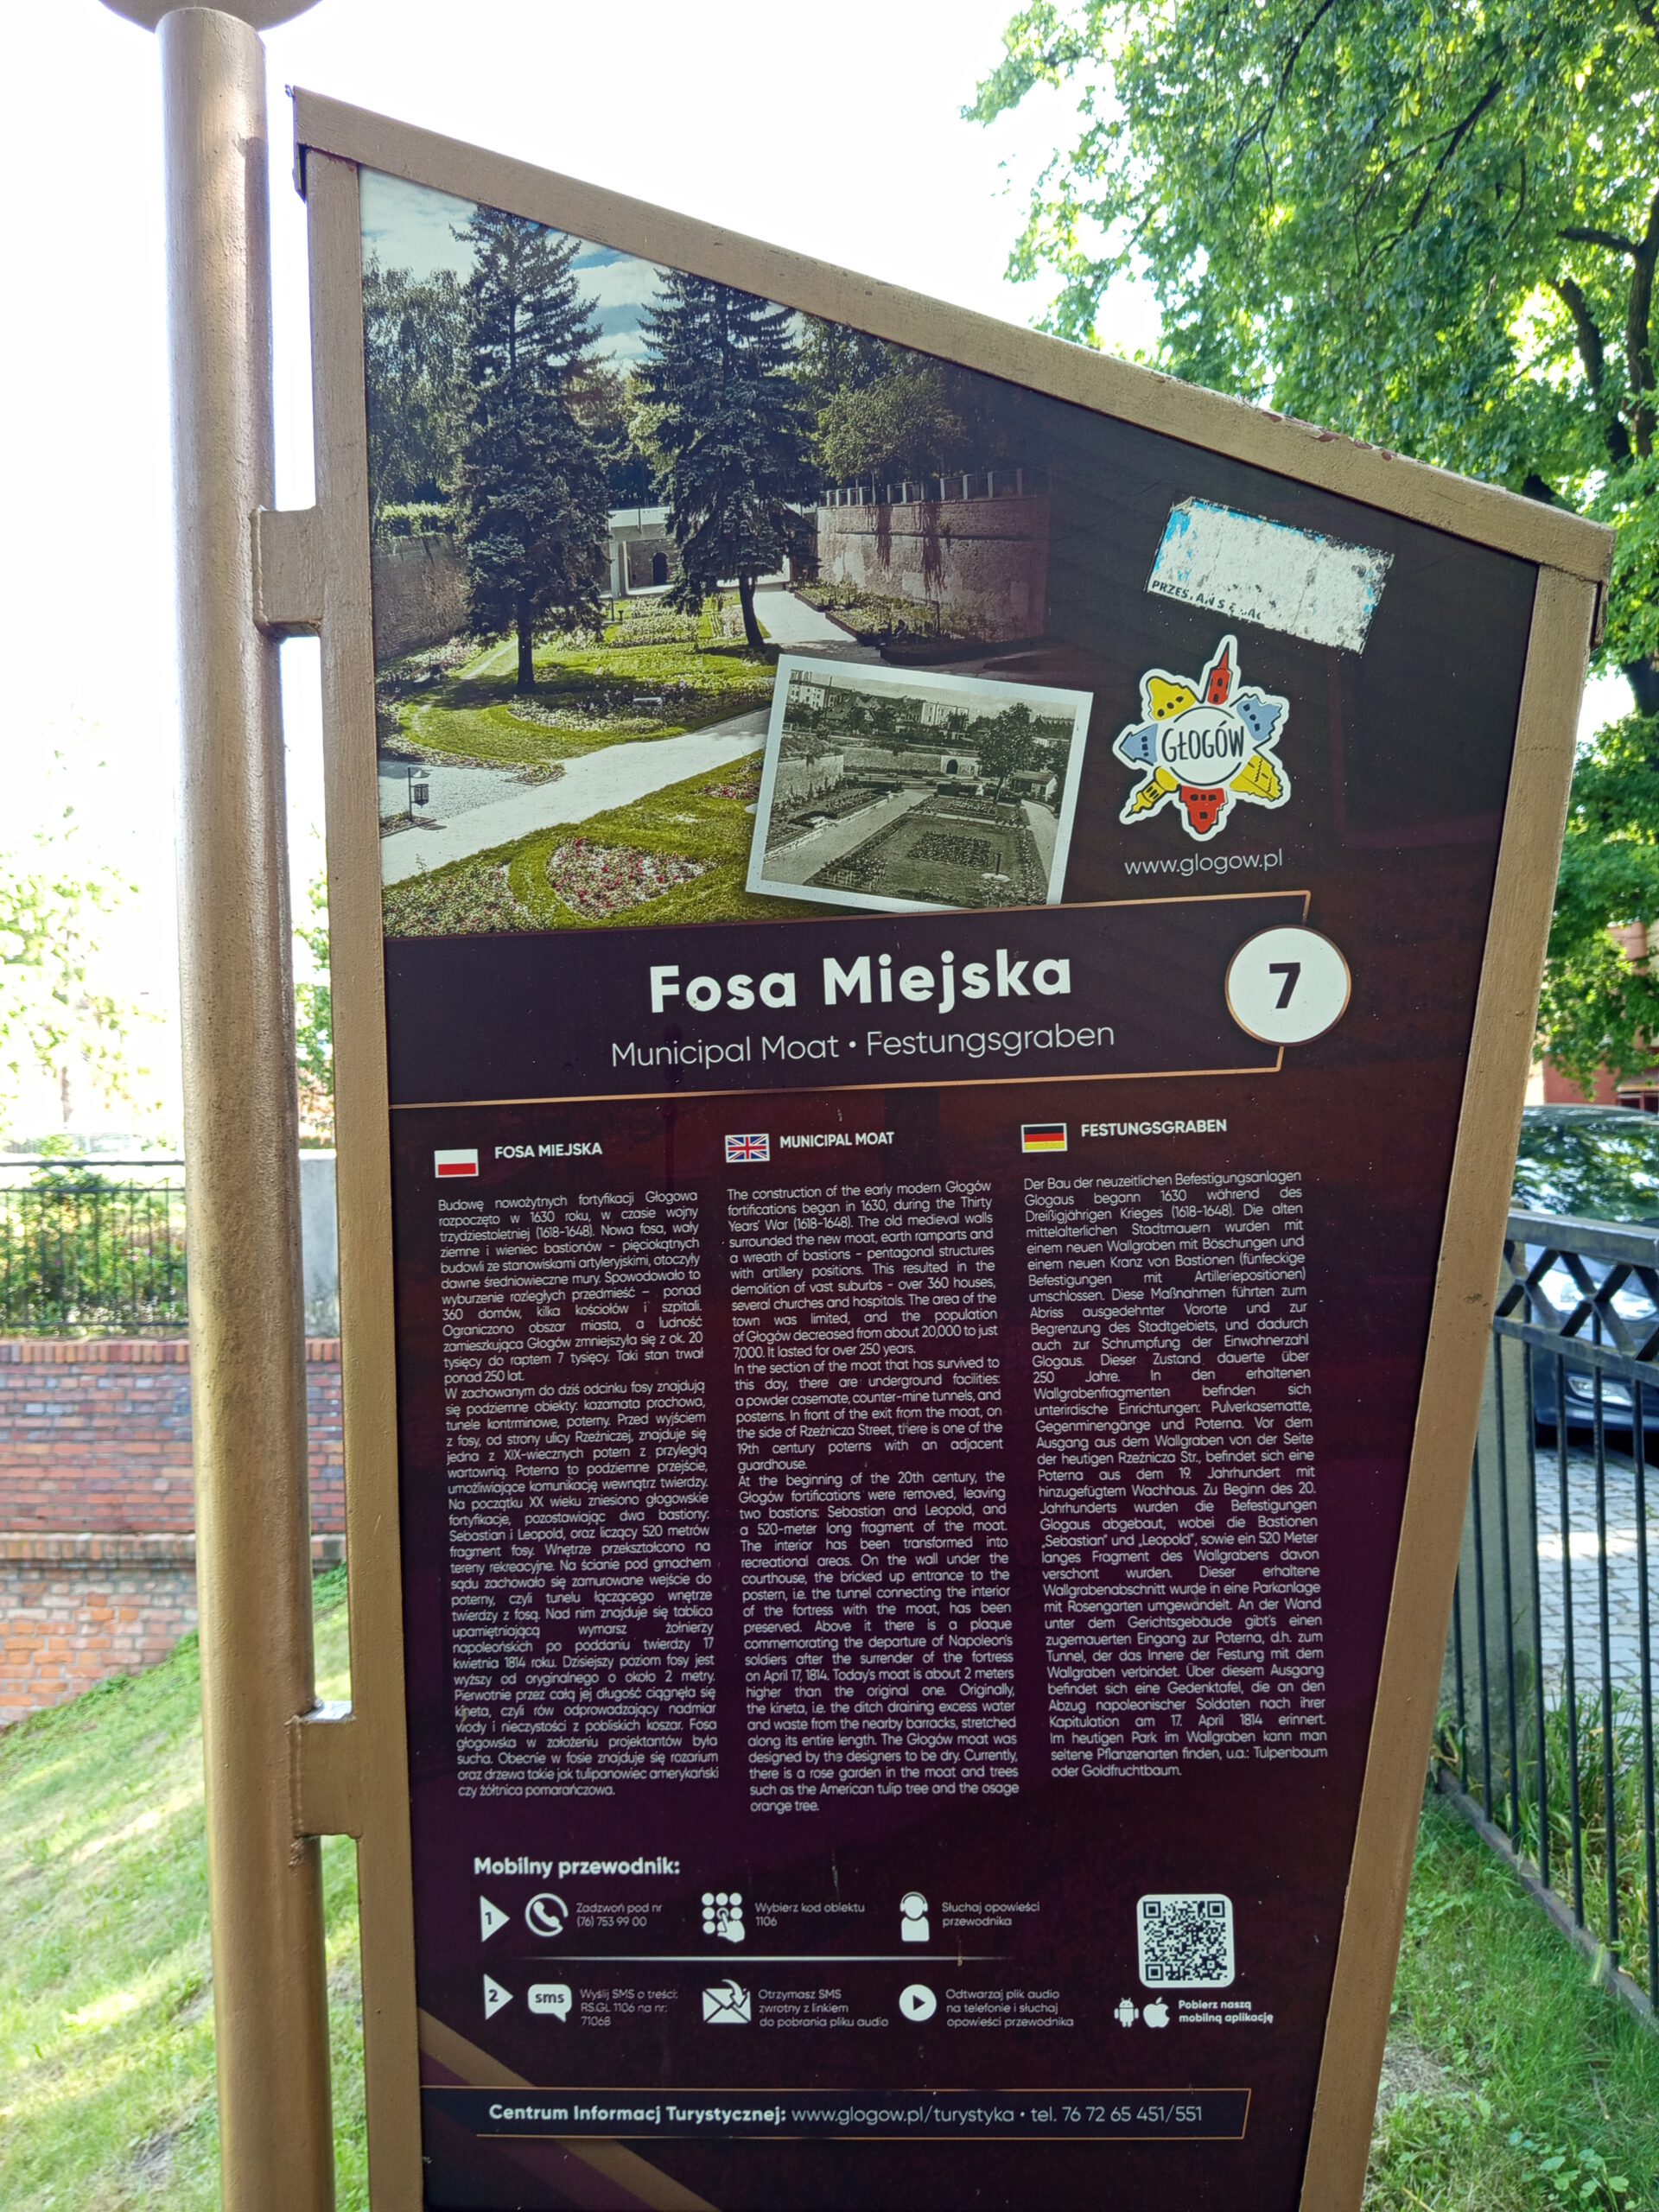 PRZES
GŁOGÓW
www.glogow.pl
Fosa Miejska
7
Municipal Moat • Festungsgraben
FOSA MIEJSKA
Budowę nowożytnych fortyfikacji Głogowa
rozpoczęto w 1630 roku, w czasie wojny
trzydziestoletniej (1618-1648). Nowa fosa, wały
ziemne i wieniec bastionów - pięciokątnych
budowli ze stanowiskami artyleryjskimi, otoczyły
dawne średniowieczne mury. Spowodowało to
wyburzenie rozległych przedmieść – ponad
360 domów, kilka kościołów i szpitali.
Ograniczono obszar miasta, a ludność
zamieszkująca Głogów zmniejszyła się z ok. 20
tysięcy do raptem 7 tysięcy. Taki stan trwał
ponad 250 lat.
W zachowanym do dziś odcinku fosy znajdują
się podziemne obiekty: kazamata prochowa,
tunele kontrminowe, poterny. Przed wyjściem
z fosy, od strony ulicy Rzeźniczej, znajduje się
jedna z XIX-wiecznych potern z przyległą
wartownią. Poterna to podziemne przejście,
umożliwiające komunikację wewnątrz twierdzy.
Na początku XX wieku zniesiono głogowskie
fortyfikacje, pozostawiając dwa bastiony:
Sebastian i Leopold, oraz liczący 520 metrów
fragment fosy. Wnętrze przekształcono na
tereny rekreacyjne. Na ścianie pod gmachem
sądu zachowało się zamurowane wejście do
poterny, czyli tunelu łączącego wnętrze
twierdzy z fosą. Nad nim znajduje się tablica
upamiętniająca wymarsz żołnierzy
napoleońskich po poddaniu twierdzy 17
kwietnia 1814 roku. Dzisiejszy poziom fosy jest
wyższy od oryginalnego o około 2 metry.
Pierwotnie przez całą jej długość ciągnęła się
kineta, czyli rów odprowadzający nadmiar
wody i nieczystości z pobliskich koszar. Fosa
głogowska w założeniu projektantów była
sucha. Obecnie w fosie znajduje się rozarium
oraz drzewa takie jak tulipanowiec amerykański
czy żółtnica pomarańczowa.
MUNICIPAL MOAT
The construction of the early modern Głogów
fortifications began in 1630, during the Thirty
Years' War (1618-1648). The old medieval walls
surrounded the new moat, earth ramparts and
a wreath of bastions - pentagonal structures
with artillery positions. This resulted in the
demolition of vast suburbs - over 360 houses,
several churches and hospitals. The area of the
town was limited, and the population
of Głogów decreased from about 20,000 to just
7,000. It lasted for over 250 years.
In the section of the moat that has survived to
this day, there are underground facilities:
a powder casemate, counter-mine tunnels, and
posterns. In front of the exit from the moat, on
the side of Rzeźnicza Street, there is one of the
19th century poterns with an adjacent
guardhouse.
At the beginning of the 20th century, the
Głogów fortifications were removed, leaving
two bastions: Sebastian and Leopold, and
a 520-meter long fragment of the moat.
The interior has been transformed into
recreational areas. On the wall under the
courthouse, the bricked up entrance to the
postern, i.e. the tunnel connecting the interior
of the fortress with the moat, has been
preserved. Above it there is a plaque
commemorating the departure of Napoleon's
soldiers after the surrender of the fortress
on April 17, 1814. Today's moat is about 2 meters
higher than the original one. Originally,
the kineta, i.e. the ditch draining excess water
and waste from the nearby barracks, stretched
along its entire length. The Głogów moat was
designed by the designers to be dry. Currently,
there is a rose garden in the moat and trees
such as the American tulip tree and the osage
orange tree.
FESTUNGSGRABEN
Der Bau der neuzeitlichen Befestigungsanlagen
Glogaus begann 1630 während des
Dreißigjährigen Krieges (1618-1648). Die alten
mittelalterlichen Stadtmauern wurden mit
einem neuen Wallgraben mit Böschungen und
einem neuen Kranz von Bastionen (fünfeckige
Befestigungen mit Artilleriepositionen)
umschlossen. Diese Maßnahmen führten zum
Abriss ausgedehnter Vororte und zur
Begrenzung des Stadtgebiets, und dadurch
auch zur Schrumpfung der Einwohnerzahl
Glogaus. Dieser Zustand dauerte über
250 Jahre. In den erhaltenen
Wallgrabenfragmenten befinden sich
unterirdische Einrichtungen: Pulverkasematte,
Gegenminengänge und Poterna. Vor dem
Ausgang aus dem Wallgraben von der Seite
der heutigen Rzeźnicza Str., befindet sich eine
Poterna aus dem 19. Jahrhundert mit
hinzugefügtem Wachhaus. Zu Beginn des 20.
Jahrhunderts wurden die Befestigungen
Glogaus abgebaut, wobei die Bastionen
„Sebastian" und „Leopold", sowie ein 520 Meter
langes Fragment des Wallgrabens davon
verschont wurden. Dieser erhaltene
Wallgrabenabschnitt wurde in eine Parkanlage
mit Rosengarten umgewandelt. An der Wand
unter dem Gerichtsgebäude gibt's einen
zugemauerten Eingang zur Poterna, d.h. zum
Tunnel, der das Innere der Festung mit dem
Wallgraben verbindet. Über diesem Ausgang
befindet sich eine Gedenktafel, die an den
Abzug napoleonischer Soldaten nach ihrer
Kapitulation am 17. April 1814 erinnert.
Im heutigen Park im Wallgraben kann man
seltene Pflanzenarten finden, u.a.: Tulpenbaum
oder Goldfruchtbaum.
Mobilny przewodnik:
1
Zadzwoń pod nr
(76) 753 99 00
Wybierz kod obiektu
1106
Słuchaj opowieści
przewodnika
2
sms
Wyślij SMS o treści:
RS.GL 1106 na nr:
71068
Otrzymasz SMS
zwrotny z linkiem
do pobrania pliku audio
Odtwarzaj plik audio
na telefonie i słuchaj
opowieści przewodnika
Pobierz naszą
mobilną aplikację
Centrum Informacj Turystycznej: www.glogow.pl/turystyka • tel. 76 72 65 451/551